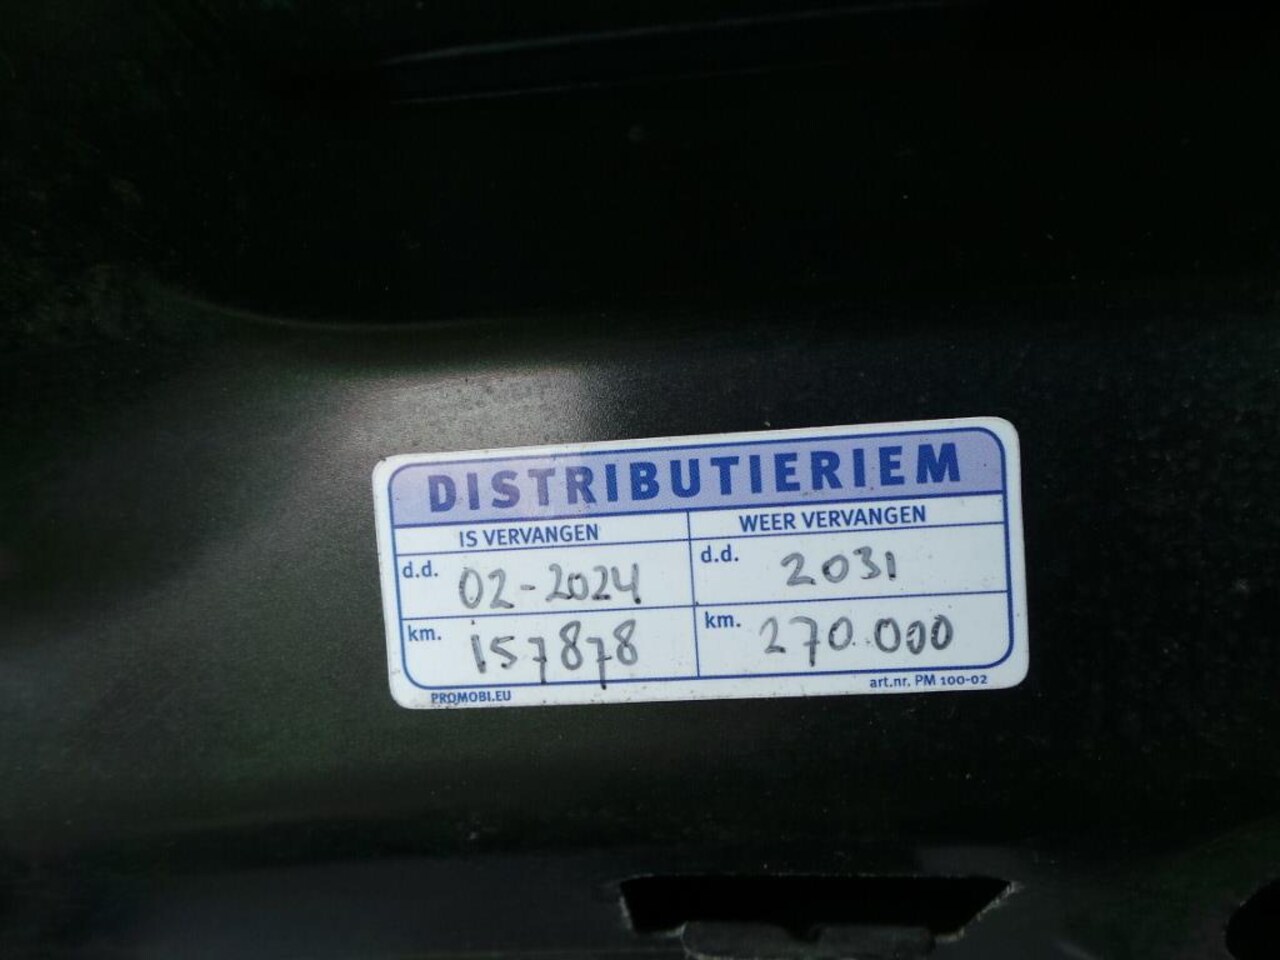 DISTRIBUTIERIEM
IS VERVANGEN WEER VERVANGEN
d.d. 02-2024 d.d. 2031
km. 157878 km. 270.000
PROMOBI.EU art.nr. PM 100-02